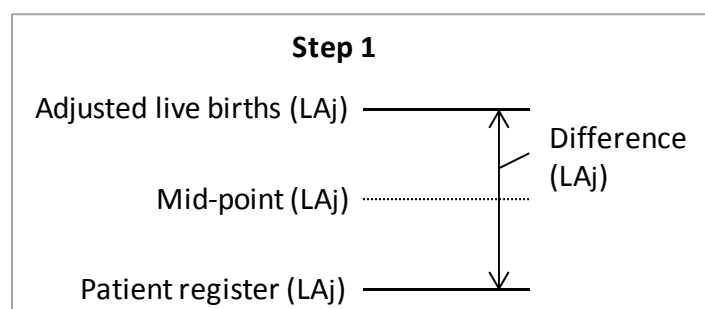 Step 1
Adjusted live births (LAj)
Difference
(LAj)
Mid-point (LAj)
Patient register (LAj)